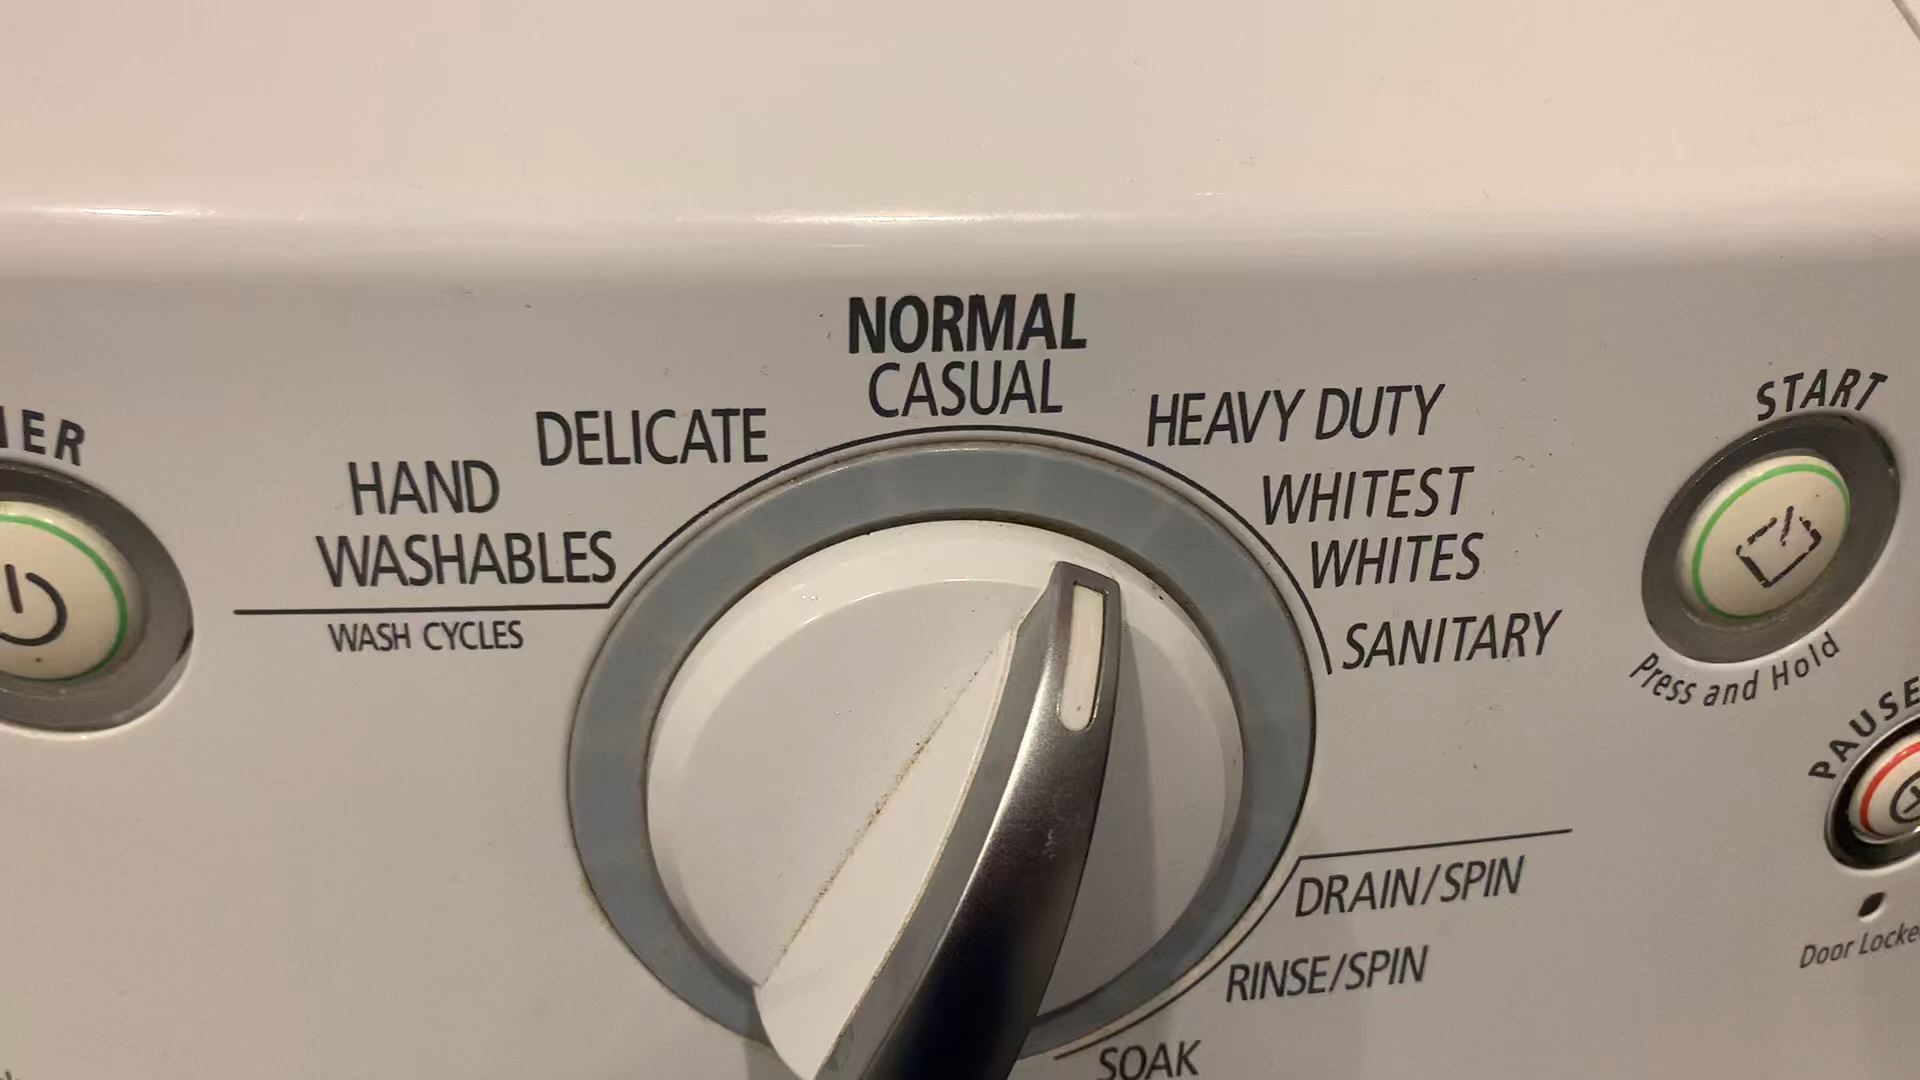 NORMAL
CASUAL
DELICATE
HEAVY DUTY
HAND
WASHABLES
WHITEST
WHITES
SANITARY
WASH CYCLES
START
Press and Hold
PAUSE
DRAIN/SPIN
RINSE/SPIN
SOAK
Door